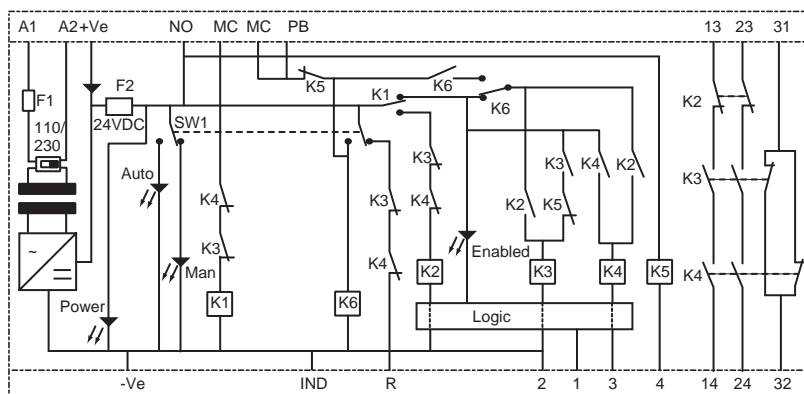 A1 A2+Ve NO MC MC PB 13 23 31
F1
F2
24VDC
110/
230
SW1
K5
K6
K1
K6
K2
Auto
Man
Power
~
K4
K3
K1
K6
K3
K4
K3
K4
K2
Enabled
K2
K3
K5
K4
K2
K3
K4
K5
Logic
K3
K4
-Ve IND R 2 1 3 4 14 24 32